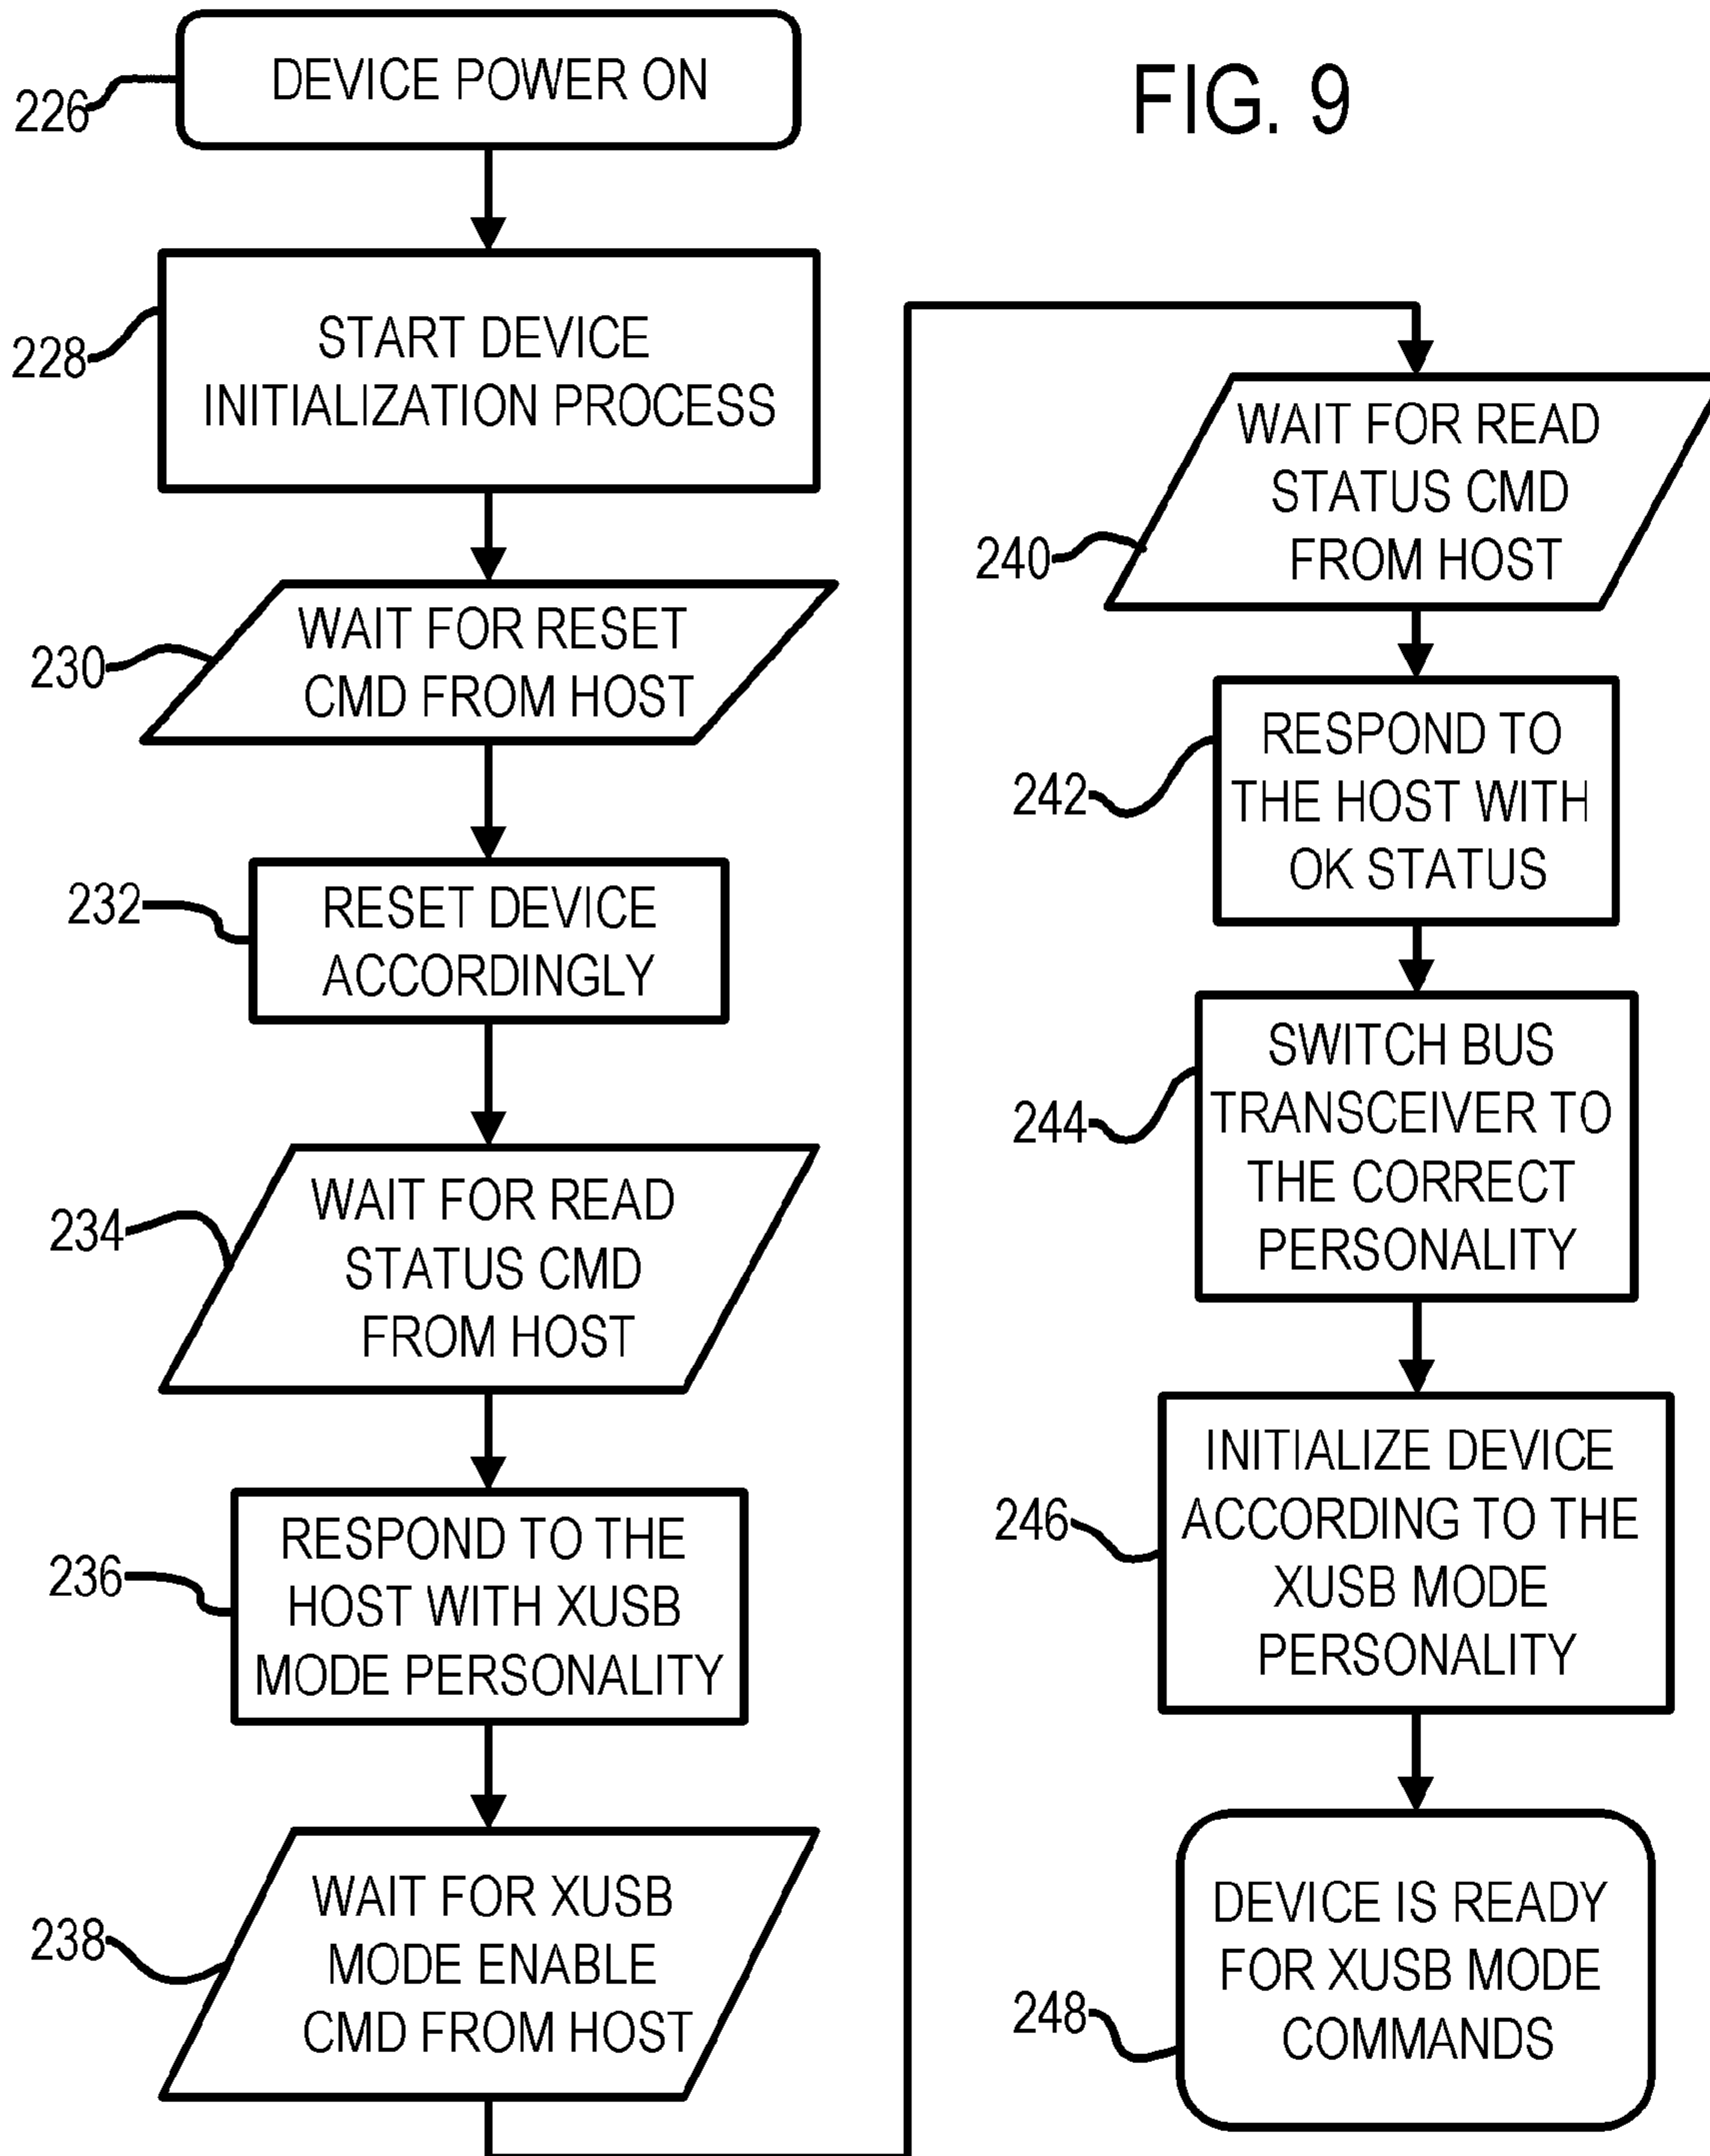 FIG. 9
226
DEVICE POWER ON
228
START DEVICE
INITIALIZATION PROCESS
230
WAIT FOR RESET
CMD FROM HOST
232
RESET DEVICE
ACCORDINGLY
234
WAIT FOR READ
STATUS CMD
FROM HOST
236
RESPOND TO THE
HOST WITH XUSB
MODE PERSONALITY
238
WAIT FOR XUSB
MODE ENABLE
CMD FROM HOST
240
WAIT FOR READ
STATUS CMD
FROM HOST
242
RESPOND TO
THE HOST WITH
OK STATUS
244
SWITCH BUS
TRANSCEIVER TO
THE CORRECT
PERSONALITY
246
INITIALIZE DEVICE
ACCORDING TO THE
XUSB MODE
PERSONALITY
248
DEVICE IS READY
FOR XUSB MODE
COMMANDS